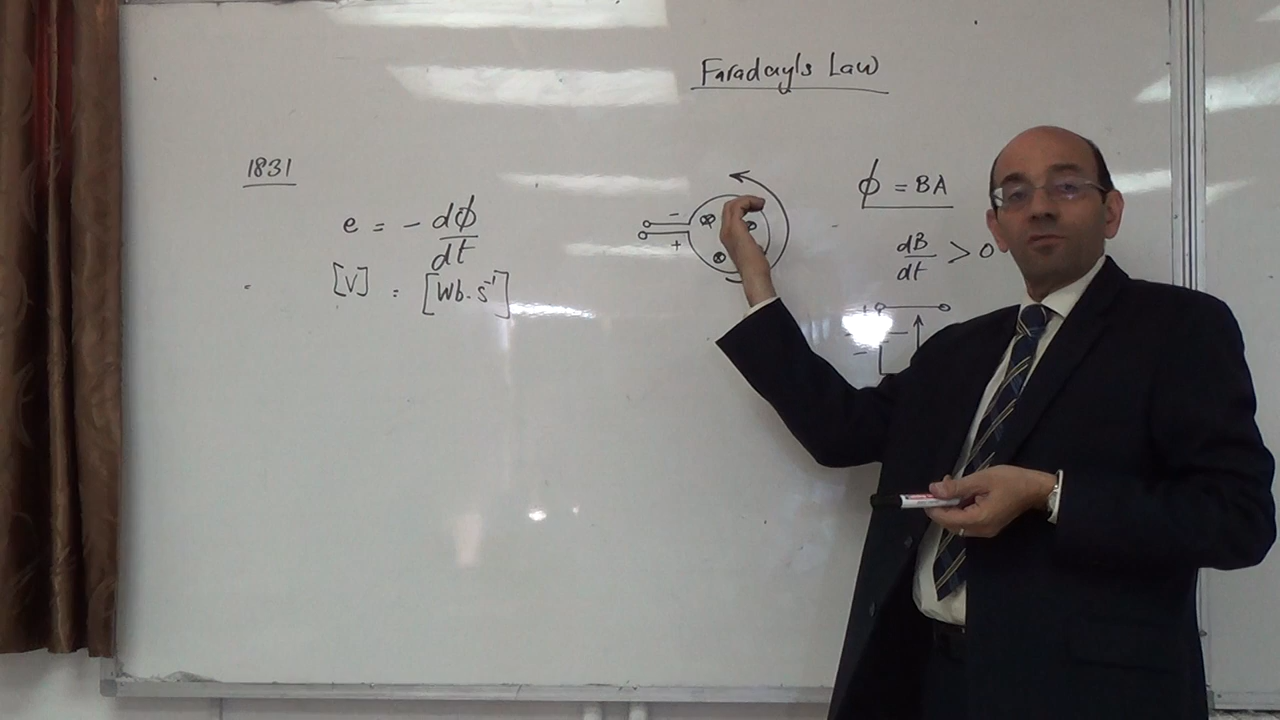 Faraday's Law
1831
e = - dϕ/dt
[V] = [Wb. s⁻¹]
-
+
ϕ = BA
dB/dt > 0
+
-